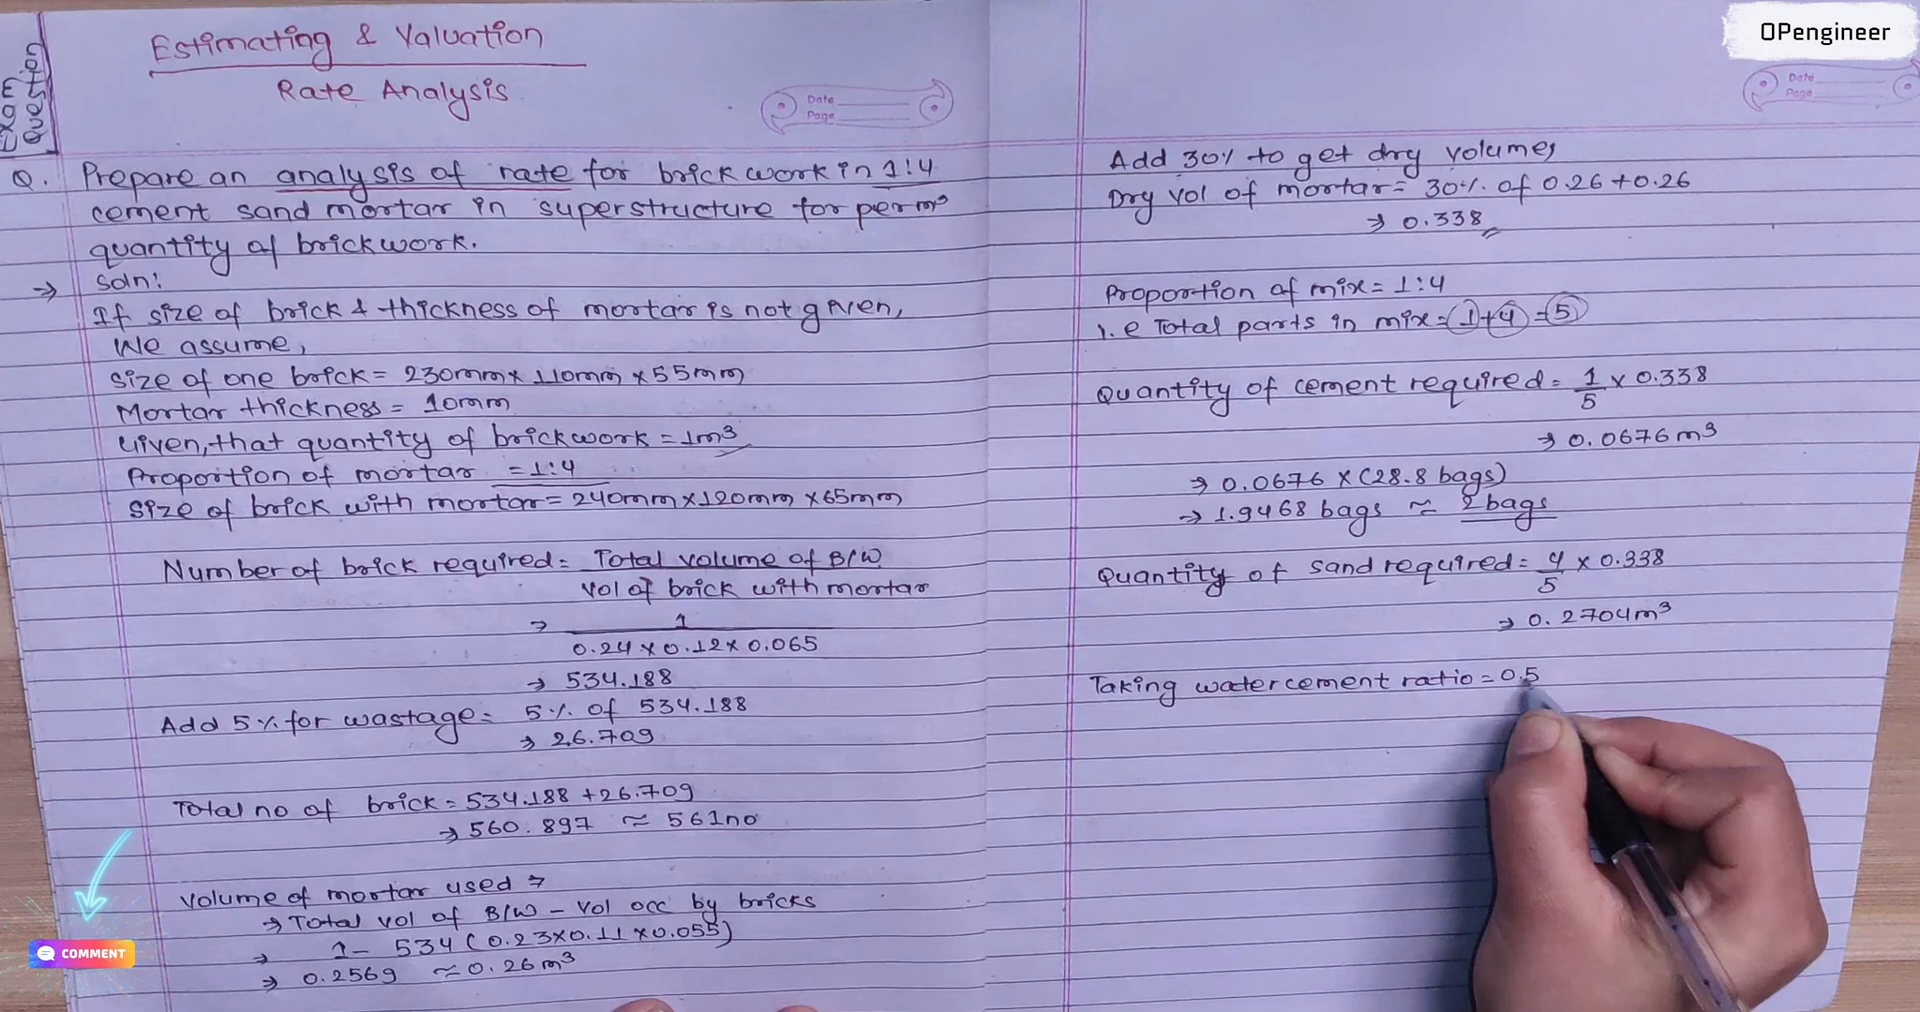 OPengineer
Exam
Question
Estimating & Valuation
Rate Analysis
Date
Page
Q. Prepare an analysis of rate for brick work in 1:4
cement sand mortar in superstructure for per m³
quantity of brickwork.
→ Soln:
If size of brick & thickness of mortar is not given,
We assume,
Size of one brick = 230mm × 110mm × 55mm
Mortar thickness = 10mm
Given, that quantity of brickwork = 1m³
Proportion of mortar = 1:4
Size of brick with mortar = 240mm × 120mm × 65mm
Number of brick required = Total volume of B/W
Vol of brick with mortar
→ 1
0.24 × 0.12 × 0.065
→ 534.188
Add 5% for wastage = 5% of 534.188
→ 26.709
Total no of brick = 534.188 + 26.709
→ 560.897 ≈ 561no
Volume of mortar used →
→ Total vol of B/W - Vol occ by bricks
→ 1 - 534 (0.23×0.11×0.055)
→ 0.2569 ≈ 0.26m³
COMMENT
Date
Page
Add 30% to get dry volume,
Dry vol of mortar = 30% of 0.26 + 0.26
→ 0.338
Proportion of mix = 1:4
i.e Total parts in mix = (1+4) = 5
Quantity of cement required = 1/5 × 0.338
→ 0.0676m³
→ 0.0676 × (28.8 bags)
→ 1.9468 bags ≈ 2 bags
Quantity of sand required = 4/5 × 0.338
→ 0.2704m³
Taking water cement ratio = 0.5